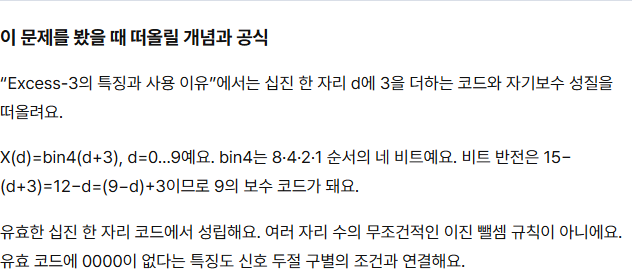 이 문제를 봤을 때 떠올릴 개념과 공식
“Excess-3의 특징과 사용 이유”에서는 십진 한 자리 d에 3을 더하는 코드와 자기보수 성질을
떠올려요.
X(d)=bin4(d+3), d=0…9예요. bin4는 8·4·2·1 순서의 네 비트예요. 비트 반전은 15−
(d+3)=12−d=(9−d)+3이므로 9의 보수 코드가 돼요.
유효한 십진 한 자리 코드에서 성립해요. 여러 자리 수의 무조건적인 이진 뺄셈 규칙이 아니에요.
유효 코드에 0000이 없다는 특징도 신호 두절 구별의 조건과 연결해요.